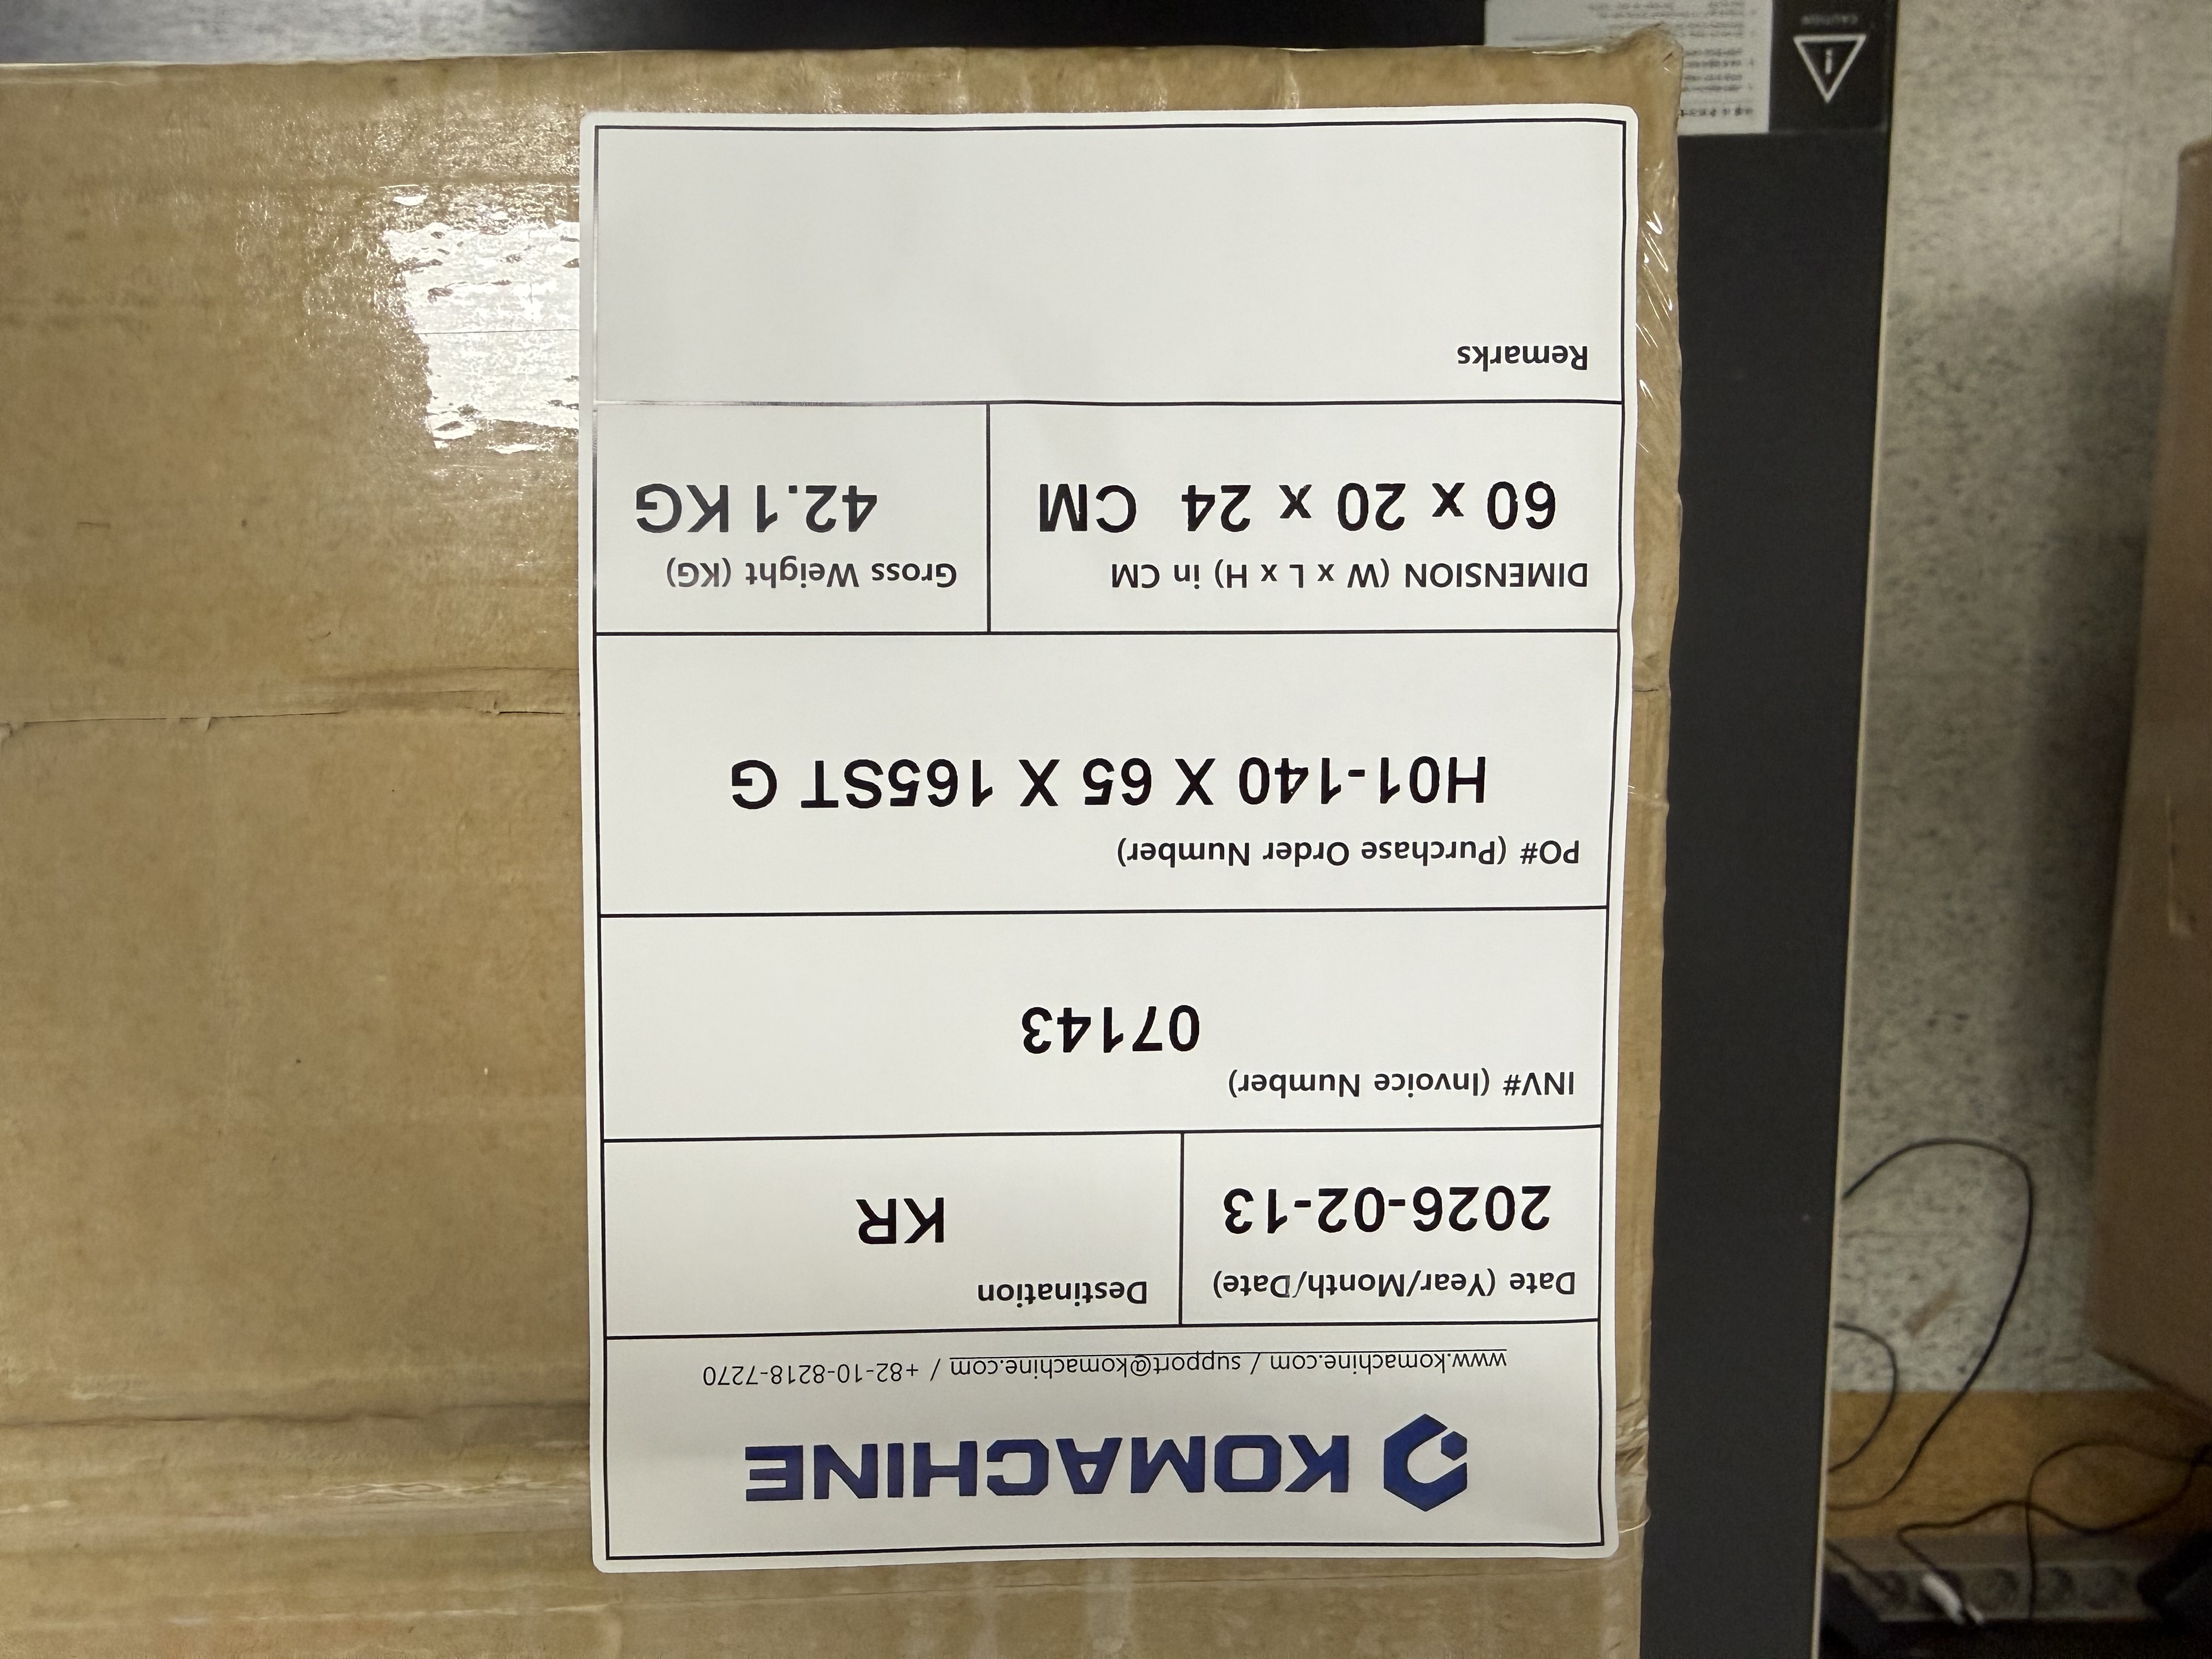 KOMACHINE
www.komachine.com / support@komachine.com / +82-10-8218-7270
Date (Year/Month/Date)
2026-02-13
Destination
KR
INV# (Invoice Number)
07143
PO# (Purchase Order Number)
H01-140 X 65 X 165ST G
DIMENSION (W x L x H) in CM
60 x 20 x 24 CM
Gross Weight (KG)
42.1 KG
Remarks
CAUTION